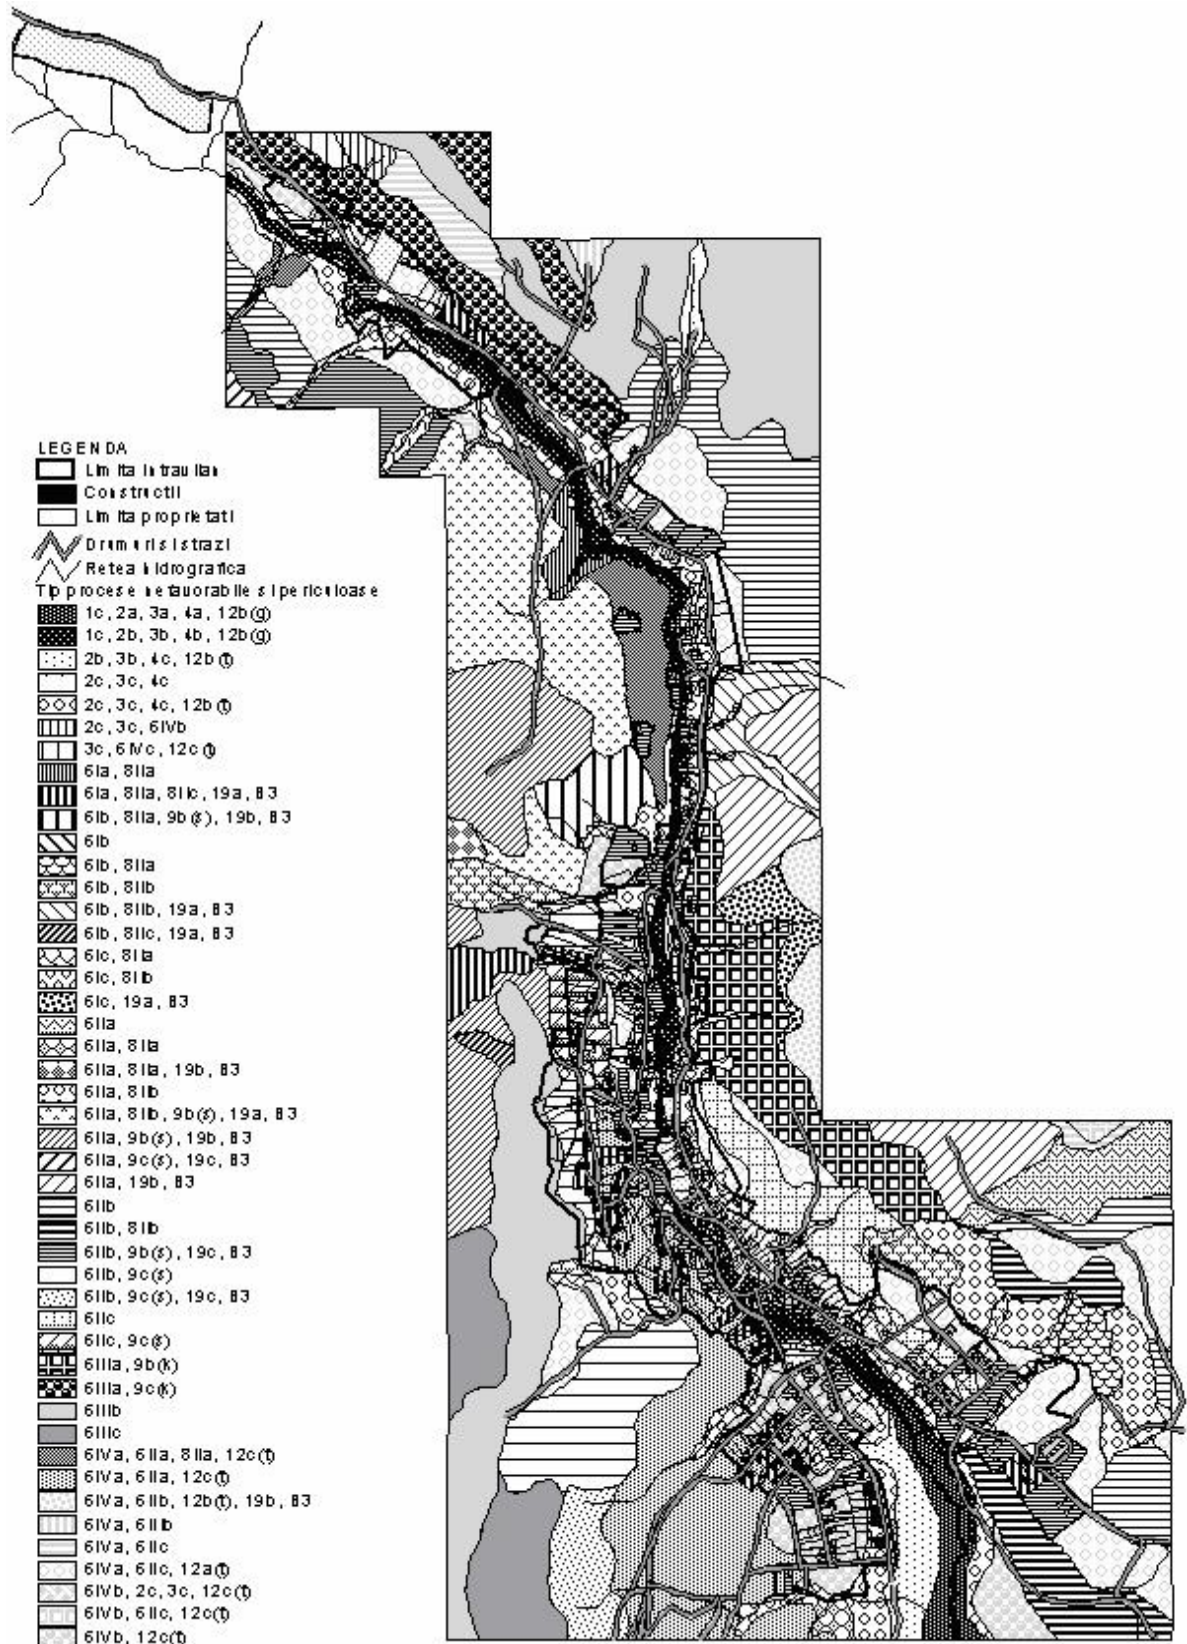 LEGENDA
Limita intravilan
Constructii
Limita proprietati
Drumuri si strazi
Retea hidrografica
Tip procese nefavorabile si periculoase
1c, 2a, 3a, 4a, 12b(g)
1c, 2b, 3b, 4b, 12b(g)
2b, 3b, 4c, 12b(t)
2c, 3c, 4c
2c, 3c, 4c, 12b(t)
2c, 3c, 6IVb
3c, 6IVc, 12c(t)
6Ia, 8IIa
6Ia, 8IIa, 8IIc, 19a, B3
6Ib, 8IIa, 9b(s), 19b, B3
6Ib
6Ib, 8IIa
6Ib, 8IIb
6Ib, 8IIb, 19a, B3
6Ib, 8IIc, 19a, B3
6Ic, 8IIa
6Ic, 8IIb
6Ic, 19a, B3
6IIa
6IIa, 8IIa
6IIa, 8IIa, 19b, B3
6IIa, 8IIb
6IIa, 8IIb, 9b(s), 19a, B3
6IIa, 9b(s), 19b, B3
6IIa, 9c(s), 19c, B3
6IIa, 19b, B3
6IIb
6IIb, 8IIb
6IIb, 9b(s), 19c, B3
6IIb, 9c(s)
6IIb, 9c(s), 19c, B3
6IIc
6IIc, 9c(s)
6IIIa, 9b(k)
6IIIa, 9c(k)
6IIIb
6IIIc
6IVa, 6IIa, 8IIa, 12c(t)
6IVa, 6IIa, 12c(t)
6IVa, 6IIb, 12b(t), 19b, B3
6IVa, 6IIIb
6IVa, 6IIc
6IVa, 6IIc, 12a(t)
6IVb, 2c, 3c, 12c(t)
6IVb, 6IIc, 12c(t)
6IVb, 12c(t)